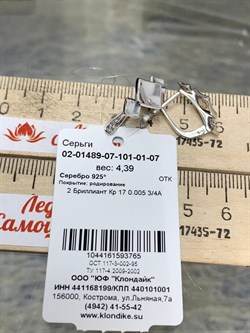 17435-72
Серьги
02-01489-07-101-01-07
вес: 4,39
Серебро 925°
ОТК
Покрытие: родирование
2 Бриллиант Кр 17 0.005 3/4А
1044161593765
ОСТ 117-3-002-95
ТУ 117-4 2099-2002
ООО "ЮФ "Клондайк"
ИНН 441168199/КПП 440101001
156000, Кострома, ул.Льняная,7а
(4942) 41-55-42
www.klondike.su
17435-72